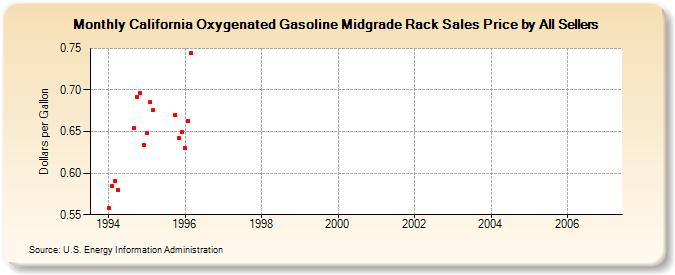 Monthly California Oxygenated Gasoline Midgrade Rack Sales Price by All Sellers
Dollars per Gallon
0.75
0.70
0.65
0.60
0.55
1994 1996 1998 2000 2002 2004 2006
Source: U.S. Energy Information Administration